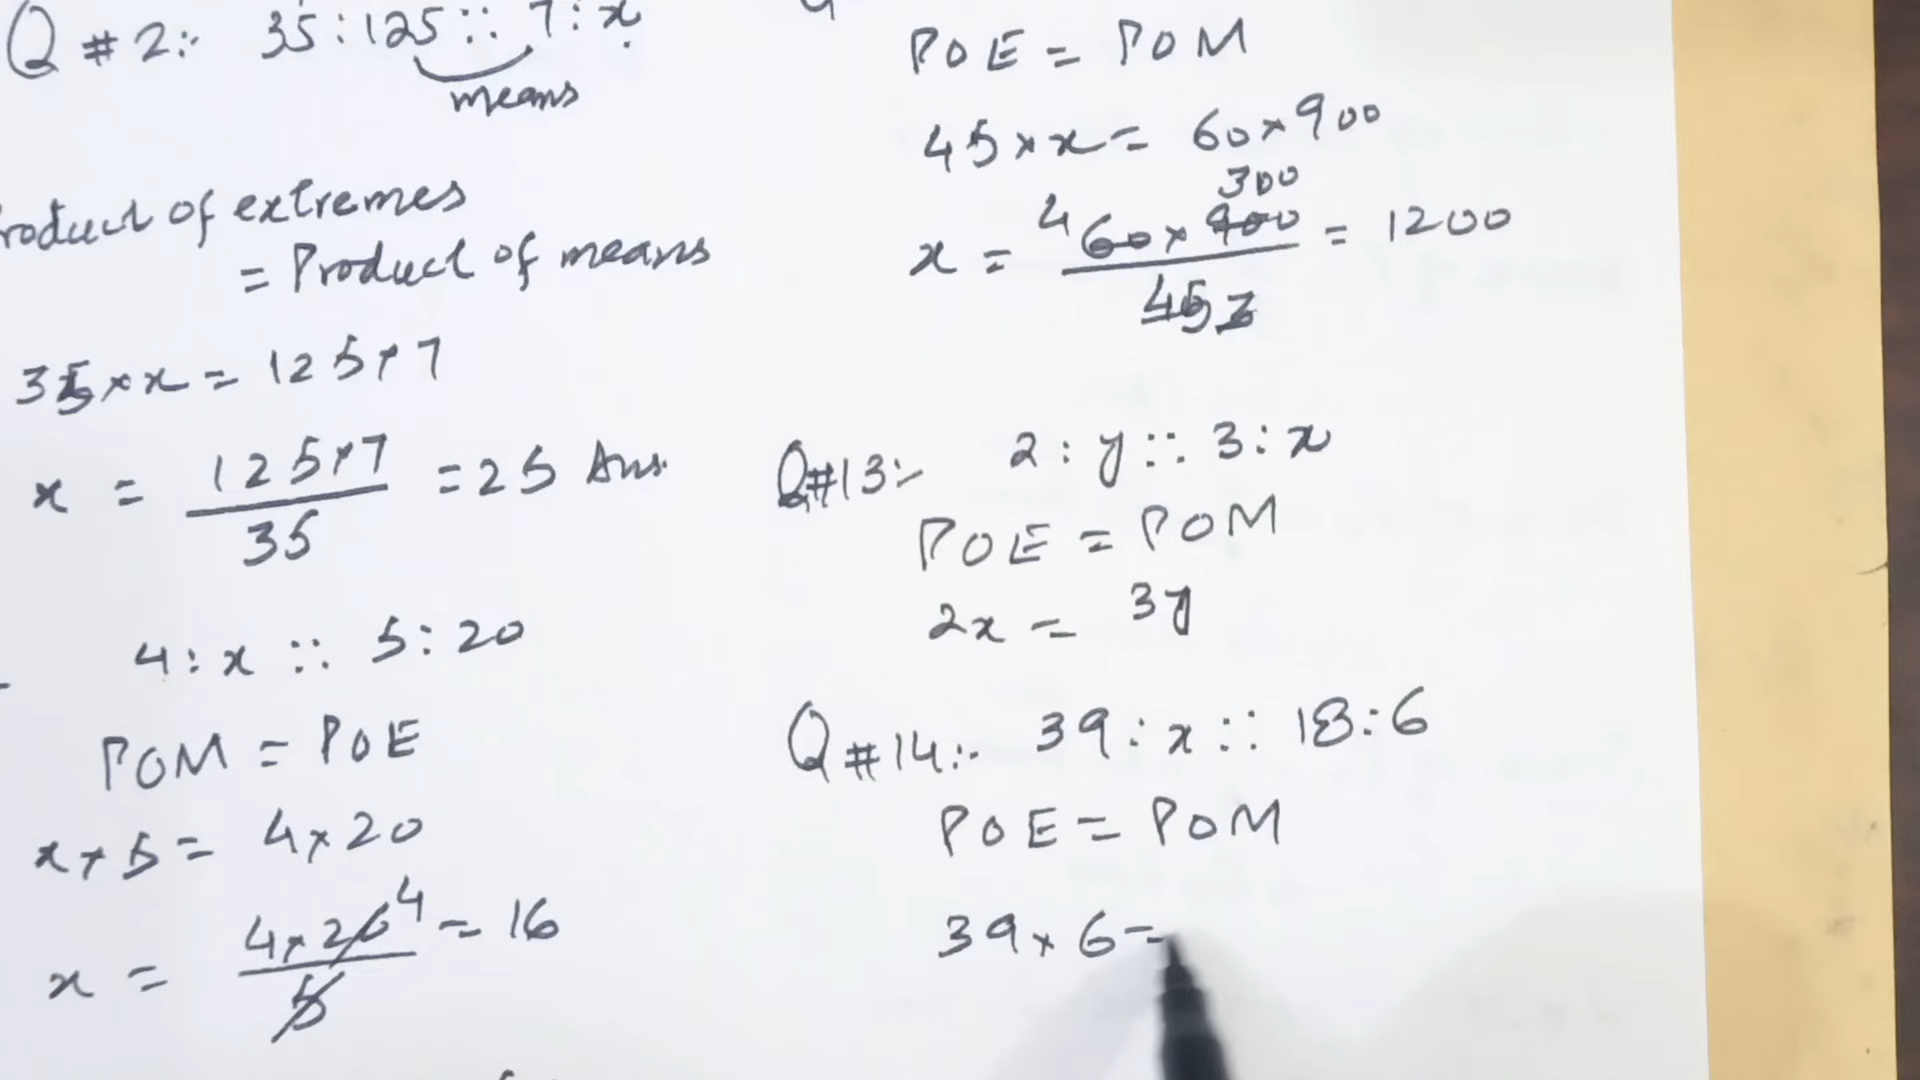 Q #2:- 35:125::7:x
means
roduct of extremes
= Product of means
35×x = 125×7
x = 125×7 / 35 = 25 Ans.
4:x :: 5:20
POM = POE
x×5 = 4×20
x = 4×20 4 / 5 = 16
POE = POM
45×x = 60×900
300
x = 4 60×900 / 45 3 = 1200
Q#13:- 2:y::3:x
POE = POM
2x = 3y
Q#14:- 39:x::18:6
POE = POM
39×6=